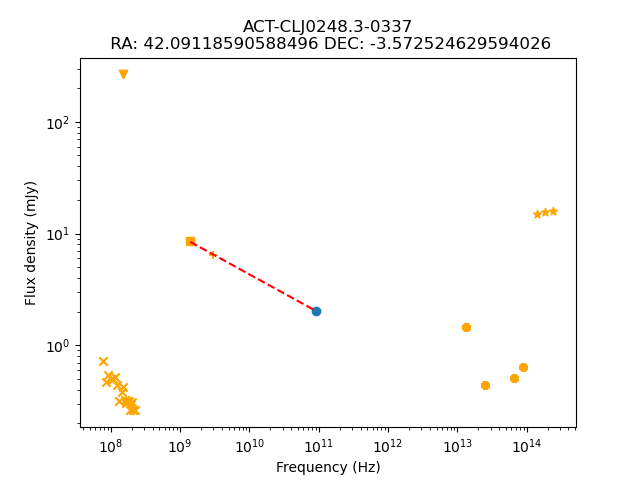 ACT-CLJ0248.3-0337
RA: 42.09118590588496 DEC: -3.572524629594026
Flux density (mJy)
10²
10¹
10⁰
10⁸ 10⁹ 10¹⁰ 10¹¹ 10¹² 10¹³ 10¹⁴
Frequency (Hz)